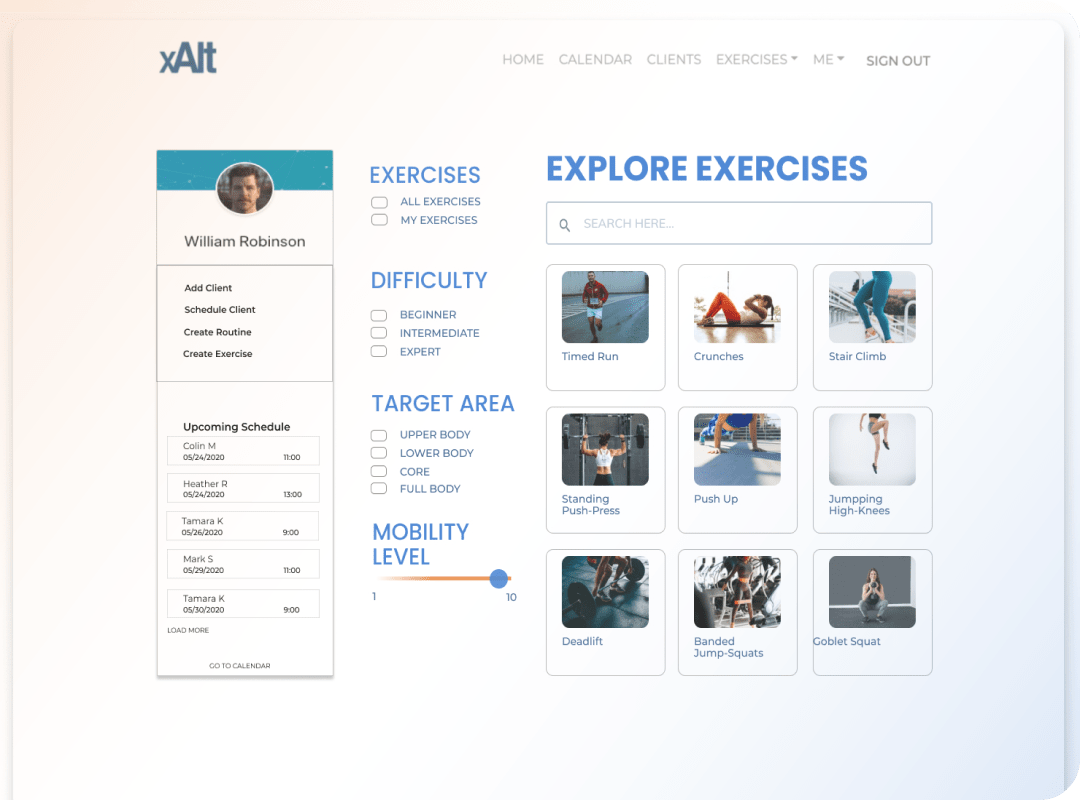 xAlt
HOME CALENDAR CLIENTS EXERCISES ME SIGN OUT
William Robinson
Add Client
Schedule Client
Create Routine
Create Exercise
Upcoming Schedule
Colin M
05/24/2020 11:00
Heather R
05/24/2020 13:00
Tamara K
05/26/2020 9:00
Mark S
05/29/2020 11:00
Tamara K
05/30/2020 9:00
LOAD MORE
GO TO CALENDAR
EXERCISES
ALL EXERCISES
MY EXERCISES
DIFFICULTY
BEGINNER
INTERMEDIATE
EXPERT
TARGET AREA
UPPER BODY
LOWER BODY
CORE
FULL BODY
MOBILITY
LEVEL
1 10
EXPLORE EXERCISES
SEARCH HERE...
Timed Run
Crunches
Stair Climb
Standing
Push-Press
Push Up
Jumpping
High-Knees
Deadlift
Banded
Jump-Squats
Goblet Squat